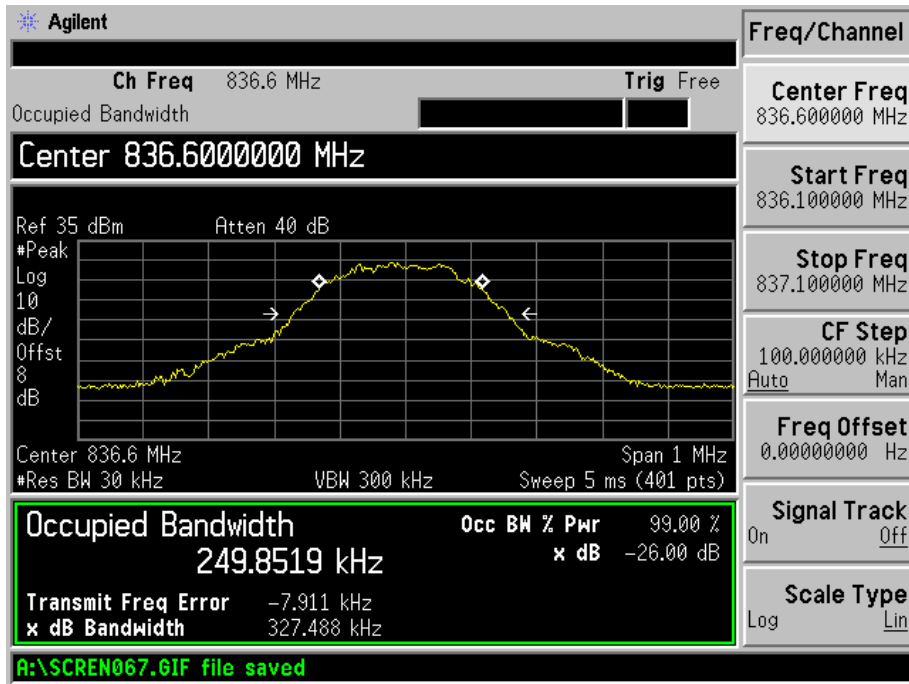 Agilent
Ch Freq 836.6 MHz Trig Free
Occupied Bandwidth
Center 836.6000000 MHz
Ref 35 dBm Atten 40 dB
#Peak
Log
10
dB/
Offst
8
dB
Center 836.6 MHz Span 1 MHz
#Res BW 30 kHz VBW 300 kHz Sweep 5 ms (401 pts)
Occupied Bandwidth
249.8519 kHz
Occ BW % Pwr 99.00 %
x dB -26.00 dB
Transmit Freq Error -7.911 kHz
x dB Bandwidth 327.488 kHz
A:\SCREN067.GIF file saved
Freq/Channel
Center Freq
836.600000 MHz
Start Freq
836.100000 MHz
Stop Freq
837.100000 MHz
CF Step
100.000000 kHz
Auto Man
Freq Offset
0.00000000 Hz
Signal Track
On Off
Scale Type
Log Lin